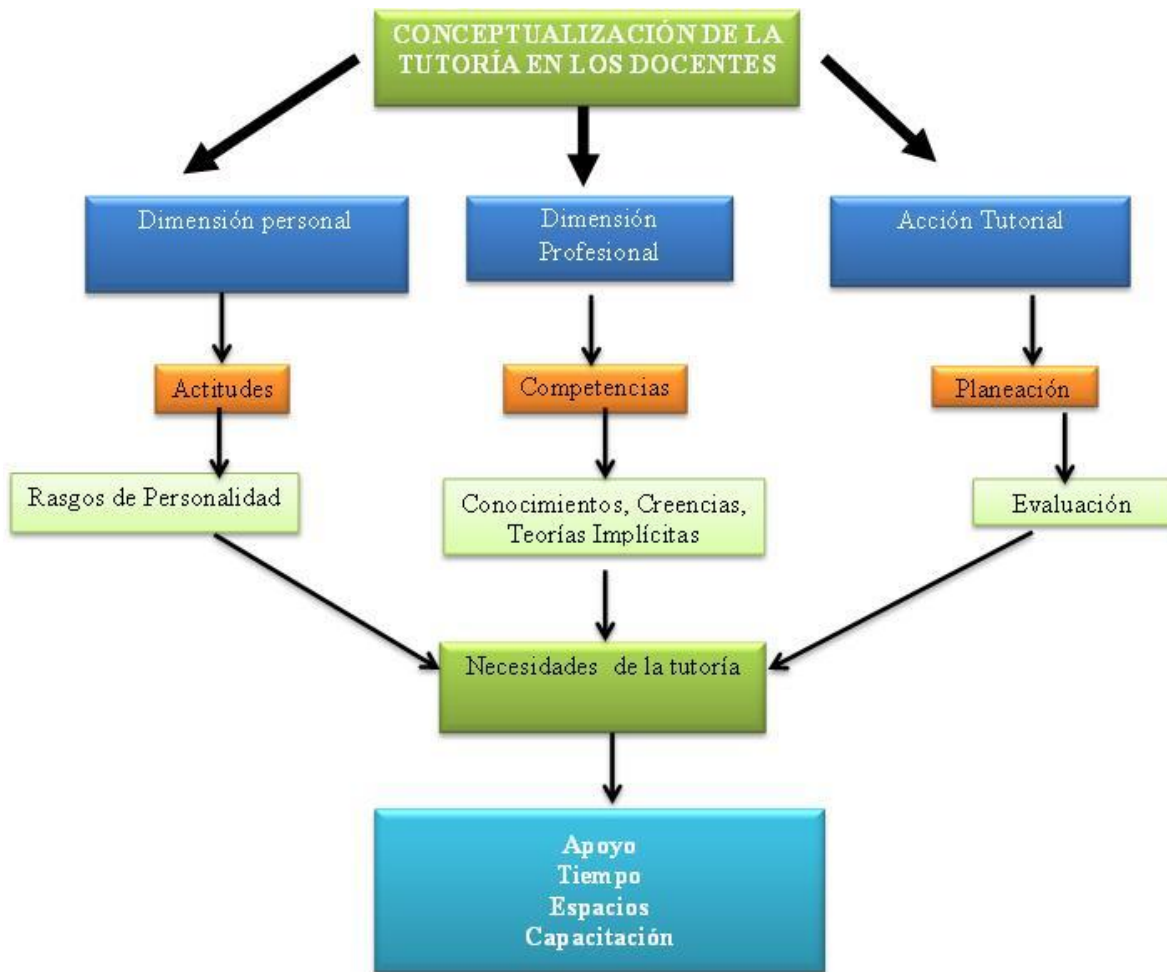 CONCEPTUALIZACIÓN DE LA
TUTORÍA EN LOS DOCENTES
Dimensión personal
Dimensión
Profesional
Acción Tutorial
Actitudes
Competencias
Planeación
Rasgos de Personalidad
Conocimientos, Creencias,
Teorías Implícitas
Evaluación
Necesidades de la tutoría
Apoyo
Tiempo
Espacios
Capacitación